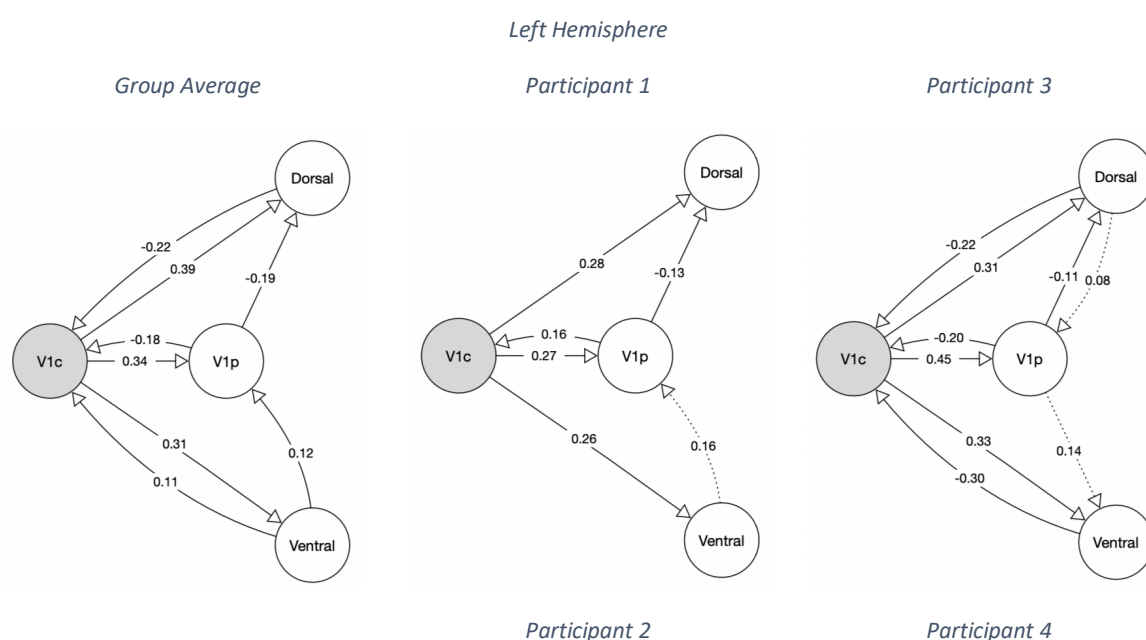 Left Hemisphere
Group Average
Participant 1
Participant 3
Dorsal
-0.22
0.39
-0.19
V1c
-0.18
0.34
V1p
0.31
0.12
0.11
Ventral
Dorsal
0.28
-0.13
V1c
0.16
0.27
V1p
0.26
0.16
Ventral
Dorsal
-0.22
0.31
-0.11
0.08
V1c
-0.20
0.45
V1p
0.33
0.14
-0.30
Ventral
Participant 2
Participant 4